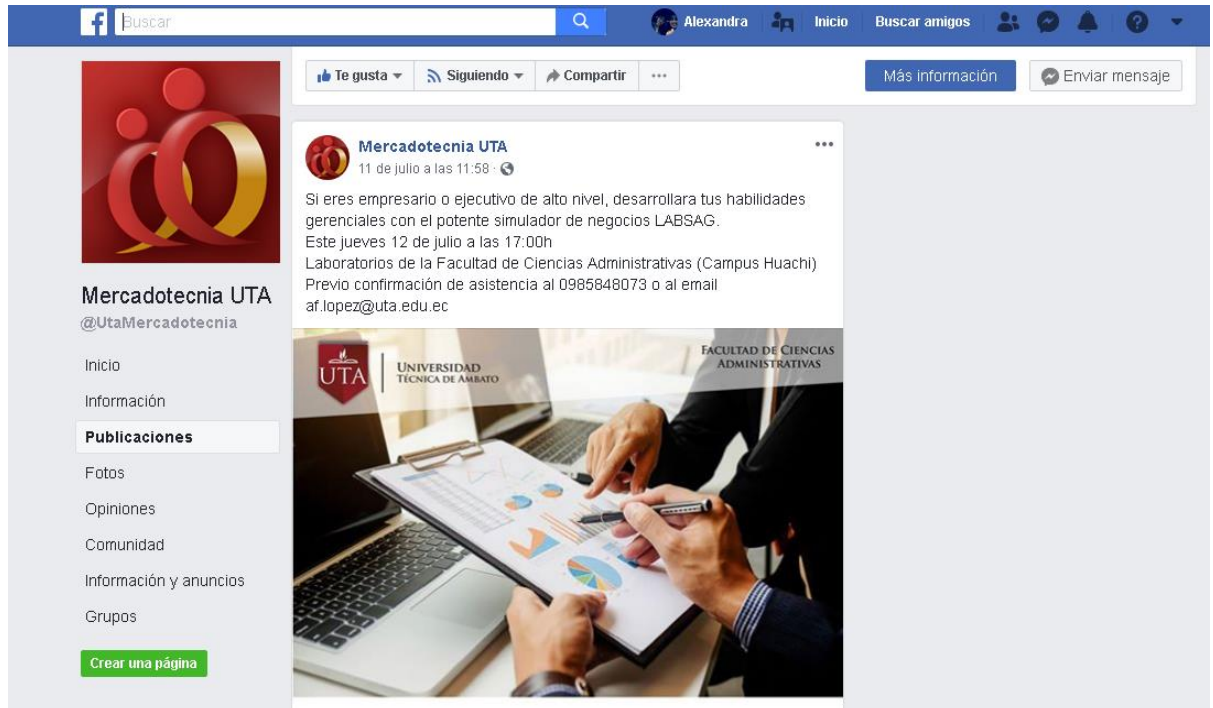 Buscar
Alexandra
Inicio
Buscar amigos
Te gusta
Siguiendo
Compartir
Más información
Enviar mensaje
Mercadotecnia UTA
11 de julio a las 11:58
Si eres empresario o ejecutivo de alto nivel, desarrollara tus habilidades
gerenciales con el potente simulador de negocios LABSAG.
Este jueves 12 de julio a las 17:00h
Laboratorios de la Facultad de Ciencias Administrativas (Campus Huachi)
Previo confirmación de asistencia al 0985848073 o al email
af.lopez@uta.edu.ec
UTA
UNIVERSIDAD
TÉCNICA DE AMBATO
FACULTAD DE CIENCIAS
ADMINISTRATIVAS
Mercadotecnia UTA
@UtaMercadotecnia
Inicio
Información
Publicaciones
Fotos
Opiniones
Comunidad
Información y anuncios
Grupos
Crear una página